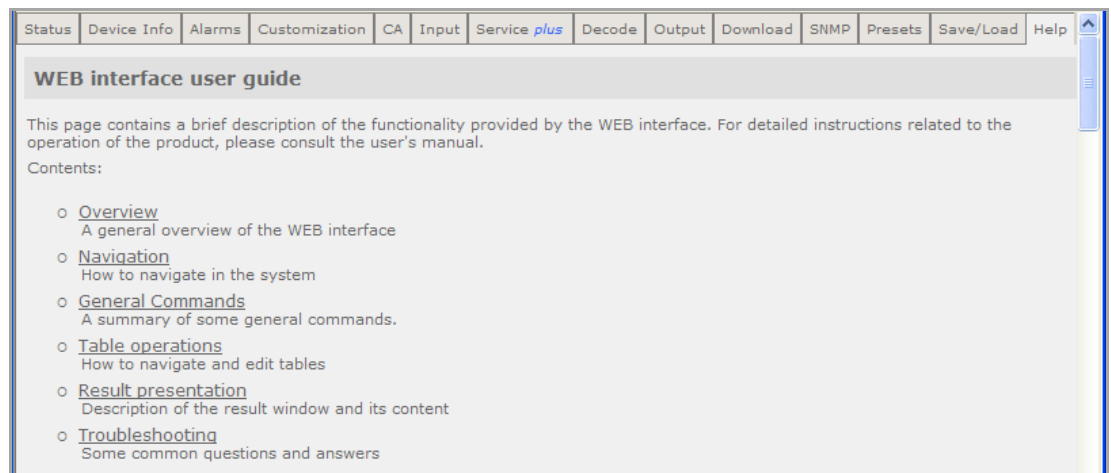 Status Device Info Alarms Customization CA Input Service plus Decode Output Download SNMP Presets Save/Load Help
WEB interface user guide
This page contains a brief description of the functionality provided by the WEB interface. For detailed instructions related to the
operation of the product, please consult the user's manual.
Contents:
o Overview
A general overview of the WEB interface
o Navigation
How to navigate in the system
o General Commands
A summary of some general commands.
o Table operations
How to navigate and edit tables
o Result presentation
Description of the result window and its content
o Troubleshooting
Some common questions and answers